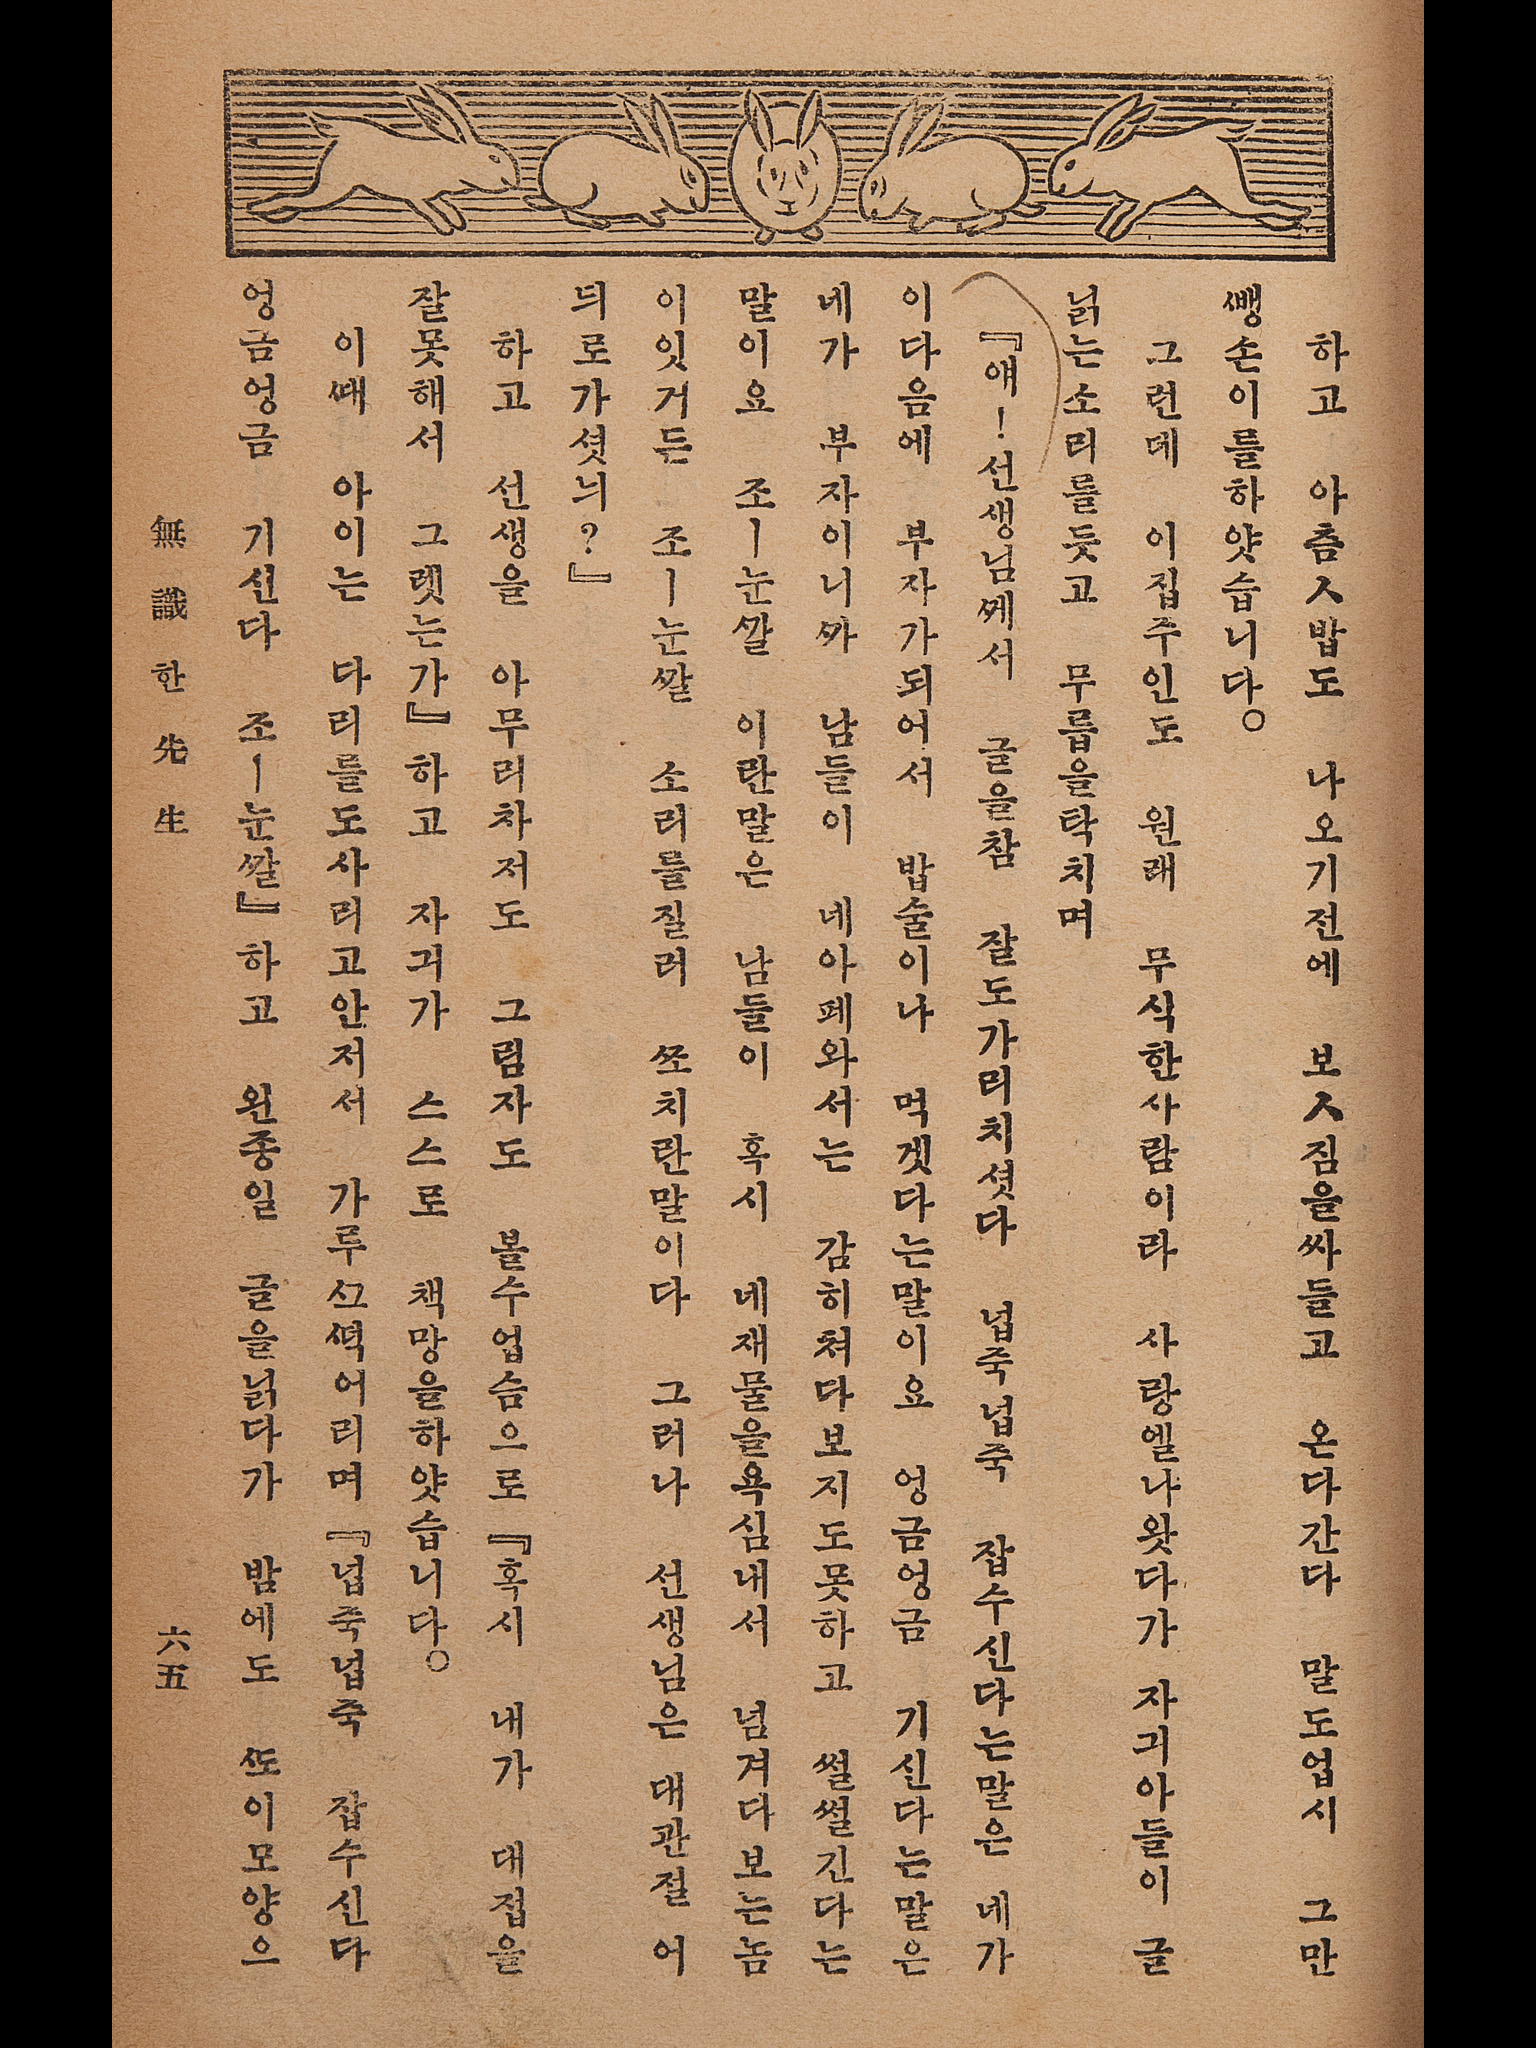 하고 아츰ㅅ밥도 나오기전에 보ㅅ짐을싸들고 온다간다 말도업시 그만
뺑손이를하얏습니다。
그런데 이집주인도 원래 무식한사람이라 사랑엘나왓다가 자긔아들이 글
닑는소리를듯고 무릅을탁치며
『얘!선생님께서 글을참 잘도가리치셧다 넙죽넙죽 잡수신다는말은 네가
이다음에 부자가되어서 밥술이나 먹겟다는말이요 엉금엉금 기신다는말은
네가 부자이니까 남들이 네아페와서는 감히쳐다보지도못하고 썰썰긴다는
말이요 조ㅣ눈깔 이란말은 남들이 혹시 네재물을욕심내서 넘겨다보는놈
이잇거든 조ㅣ눈깔 소리를질러 쪼치란말이다 그러나 선생님은 대관절 어
듸로가셧늬?』
하고 선생을 아무리차저도 그림자도 볼수업슴으로『혹시 내가 대접을
잘못해서 그랫는가』하고 자긔가 스스로 책망을하얏습니다。
이때 아이는 다리를도사리고안저서 가루ᄯᅳ덕어리며『넙죽넙죽 잡수신다
엉금엉금 기신다 조ㅣ눈깔』하고 왼종일 글을닑다가 밤에도 ᄯᅩ이모양으
無識한先生
六五